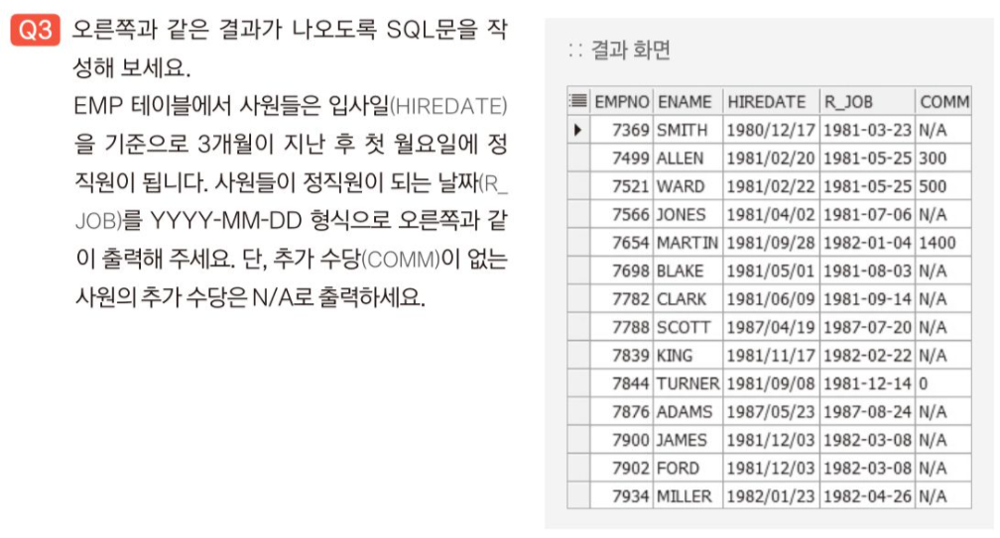 Q3 오른쪽과 같은 결과가 나오도록 SQL문을 작
성해 보세요.
EMP 테이블에서 사원들은 입사일(HIREDATE)
을 기준으로 3개월이 지난 후 첫 월요일에 정
직원이 됩니다. 사원들이 정직원이 되는 날짜(R_
JOB)를 YYYY-MM-DD 형식으로 오른쪽과 같
이 출력해 주세요. 단, 추가 수당(COMM)이 없는
사원의 추가 수당은 N/A로 출력하세요.
:: 결과 화면
EMPNO ENAME HIREDATE R_JOB COMM
7369 SMITH 1980/12/17 1981-03-23 N/A
7499 ALLEN 1981/02/20 1981-05-25 300
7521 WARD 1981/02/22 1981-05-25 500
7566 JONES 1981/04/02 1981-07-06 N/A
7654 MARTIN 1981/09/28 1982-01-04 1400
7698 BLAKE 1981/05/01 1981-08-03 N/A
7782 CLARK 1981/06/09 1981-09-14 N/A
7788 SCOTT 1987/04/19 1987-07-20 N/A
7839 KING 1981/11/17 1982-02-22 N/A
7844 TURNER 1981/09/08 1981-12-14 0
7876 ADAMS 1987/05/23 1987-08-24 N/A
7900 JAMES 1981/12/03 1982-03-08 N/A
7902 FORD 1981/12/03 1982-03-08 N/A
7934 MILLER 1982/01/23 1982-04-26 N/A